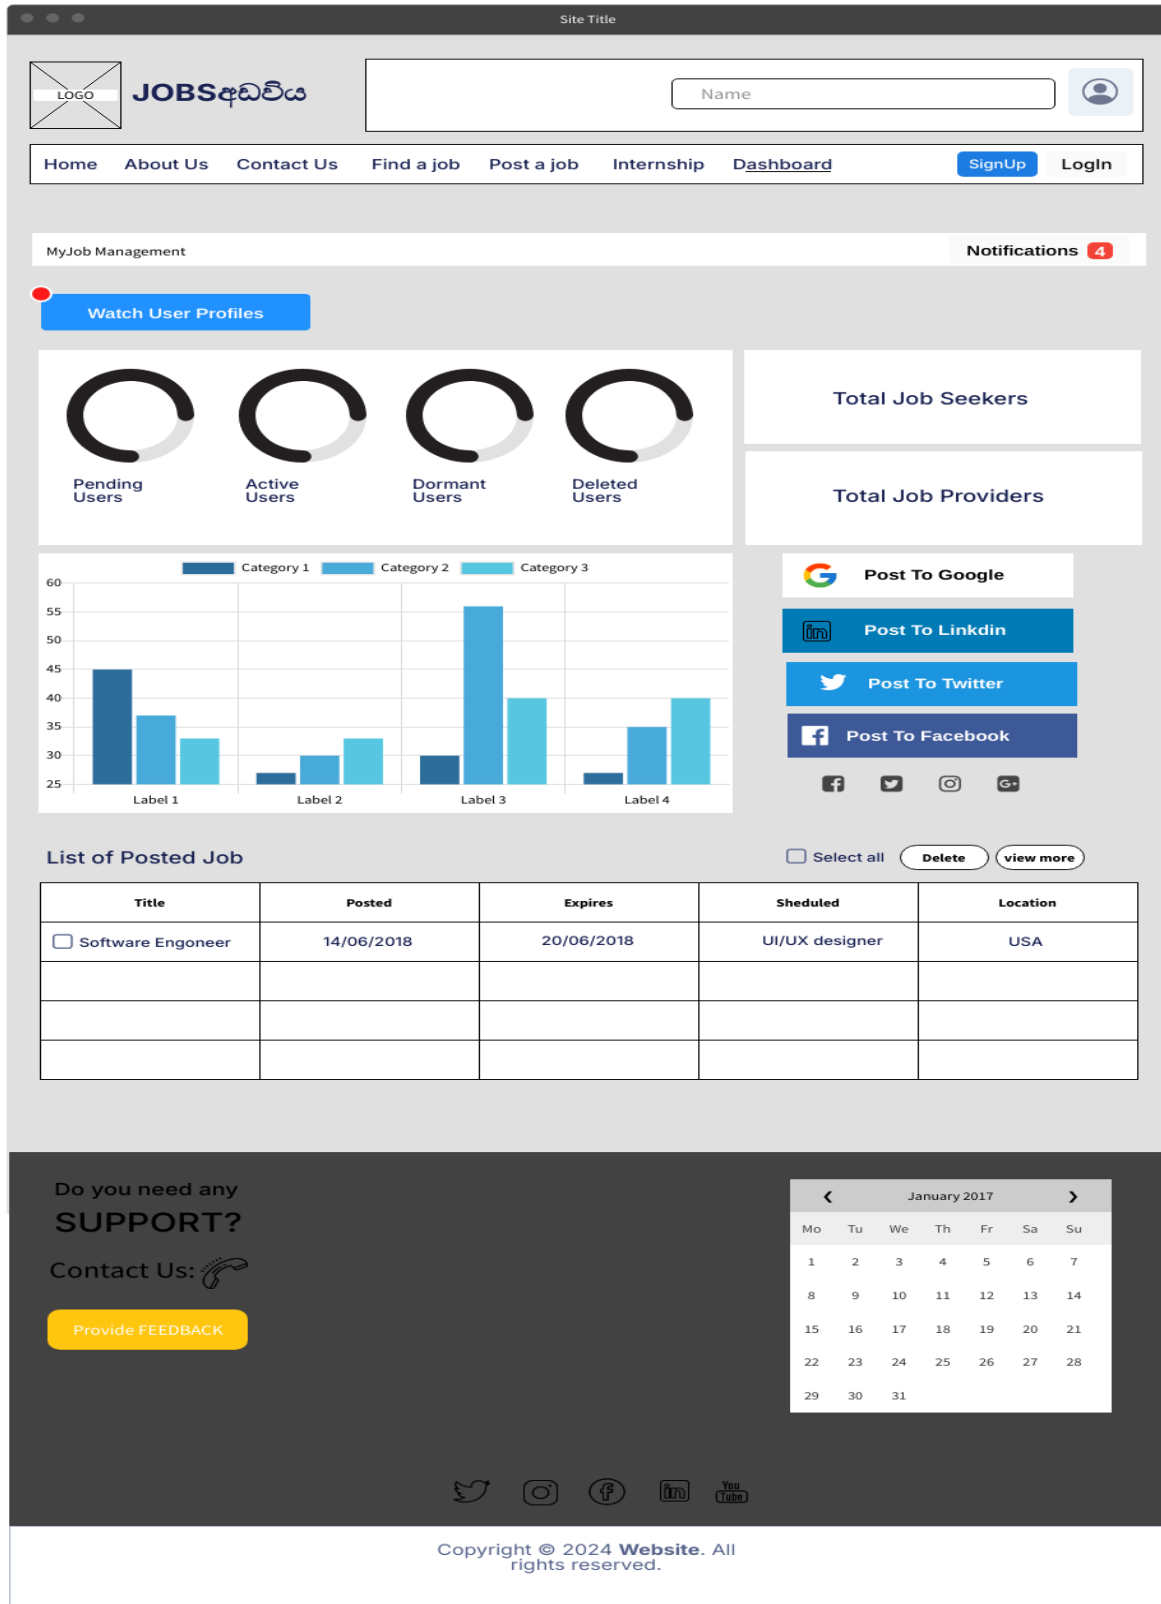 Site Title
LOGO
JOBSඅඩවිය
Name
Home About Us Contact Us Find a job Post a job Internship Dashboard SignUp LogIn
MyJob Management Notifications 4
Watch User Profiles
Pending
Users
Active
Users
Dormant
Users
Deleted
Users
Total Job Seekers
Total Job Providers
Category 1 Category 2 Category 3
60
55
50
45
40
35
30
25
Label 1 Label 2 Label 3 Label 4
Post To Google
in Post To Linkdin
Post To Twitter
f Post To Facebook
f G+
List of Posted Job Select all Delete view more
Title Posted Expires Sheduled Location
Software Engoneer 14/06/2018 20/06/2018 UI/UX designer USA
Do you need any
SUPPORT?
Contact Us:
Provide FEEDBACK
January 2017
Mo Tu We Th Fr Sa Su
1 2 3 4 5 6 7
8 9 10 11 12 13 14
15 16 17 18 19 20 21
22 23 24 25 26 27 28
29 30 31
f in You Tube
Copyright © 2024 Website. All
rights reserved.